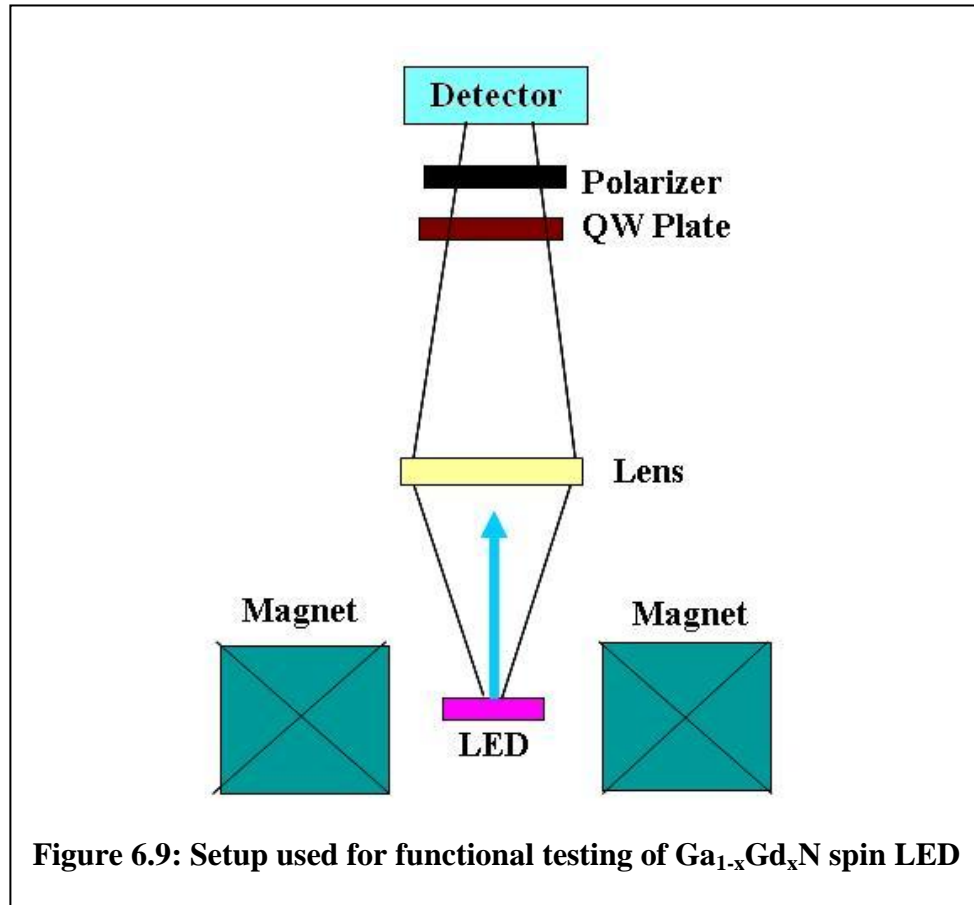 Detector
Polarizer
QW Plate
Lens
Magnet
Magnet
LED
Figure 6.9: Setup used for functional testing of Ga1-xGdxN spin LED